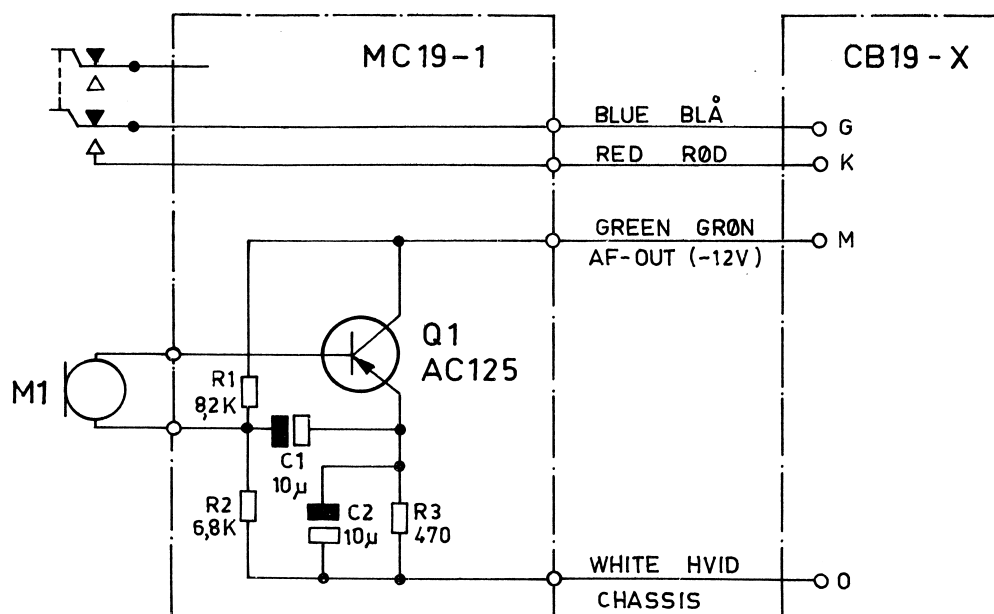 MC19-1
CB19-X
BLUE BLÅ
G
RED RØD
K
GREEN GRØN
M
AF-OUT (-12V)
Q1
AC125
M1
R1
8,2K
C1
10µ
R2
6,8K
C2
10µ
R3
470
WHITE HVID
O
CHASSIS